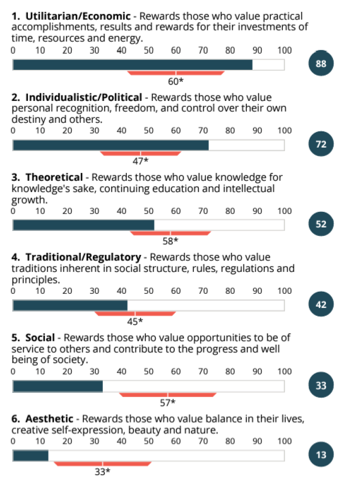 1. Utilitarian/Economic - Rewards those who value practical
accomplishments, results and rewards for their investments of
time, resources and energy.
0 10 20 30 40 50 60 70 80 90 100
88
60*
2. Individualistic/Political - Rewards those who value
personal recognition, freedom, and control over their own
destiny and others.
0 10 20 30 40 50 60 70 80 90 100
72
47*
3. Theoretical - Rewards those who value knowledge for
knowledge's sake, continuing education and intellectual
growth.
0 10 20 30 40 50 60 70 80 90 100
52
58*
4. Traditional/Regulatory - Rewards those who value
traditions inherent in social structure, rules, regulations and
principles.
0 10 20 30 40 50 60 70 80 90 100
42
45*
5. Social - Rewards those who value opportunities to be of
service to others and contribute to the progress and well
being of society.
0 10 20 30 40 50 60 70 80 90 100
33
57*
6. Aesthetic - Rewards those who value balance in their lives,
creative self-expression, beauty and nature.
0 10 20 30 40 50 60 70 80 90 100
13
33*